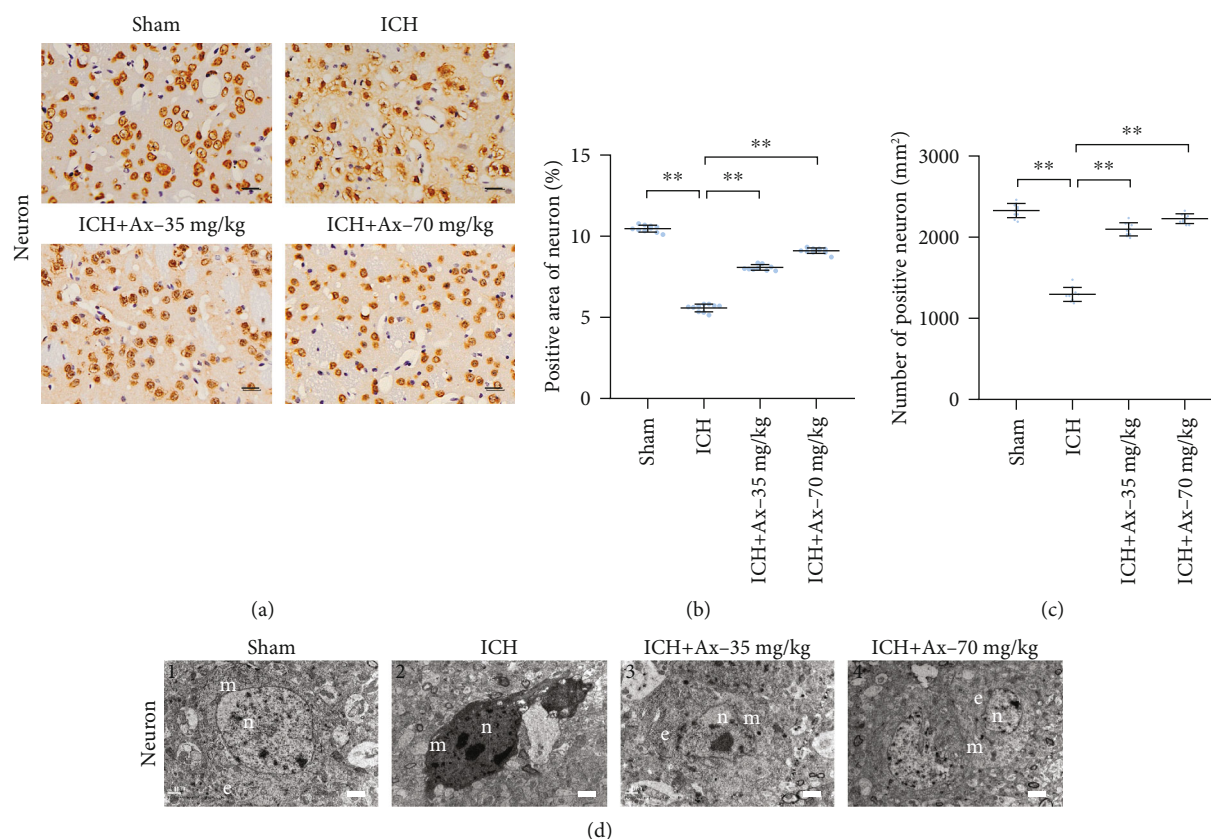 Sham
ICH
ICH+Ax–35 mg/kg
ICH+Ax–70 mg/kg
Neuron
(a)
Positive area of neuron (%)
15
10
5
0
**
**
**
Sham
ICH
ICH+Ax–35 mg/kg
ICH+Ax–70 mg/kg
(b)
Number of positive neuron (mm²)
3000
2000
1000
0
**
**
**
Sham
ICH
ICH+Ax–35 mg/kg
ICH+Ax–70 mg/kg
(c)
Neuron
Sham
ICH
ICH+Ax–35 mg/kg
ICH+Ax–70 mg/kg
1
m
n
e
2
n
m
3
n
m
e
4
e
n
m
(d)